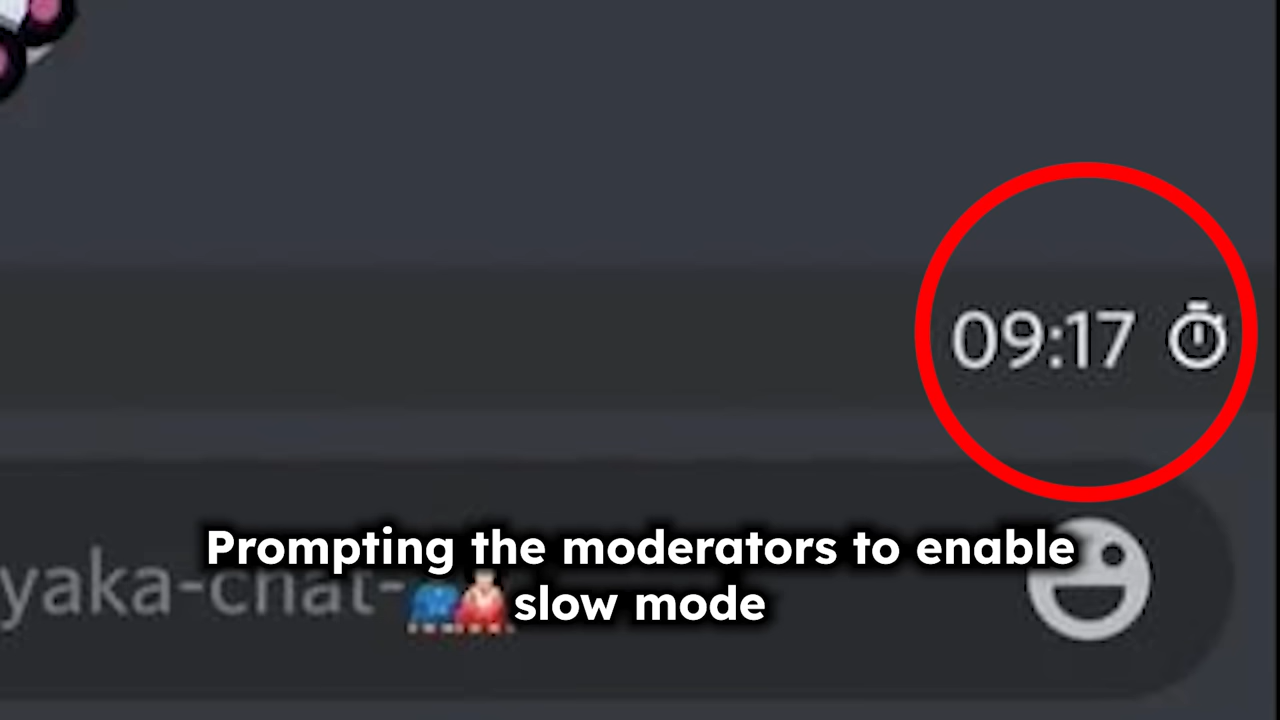 09:17
yaka-chat-🎎
Prompting the moderators to enable
slow mode